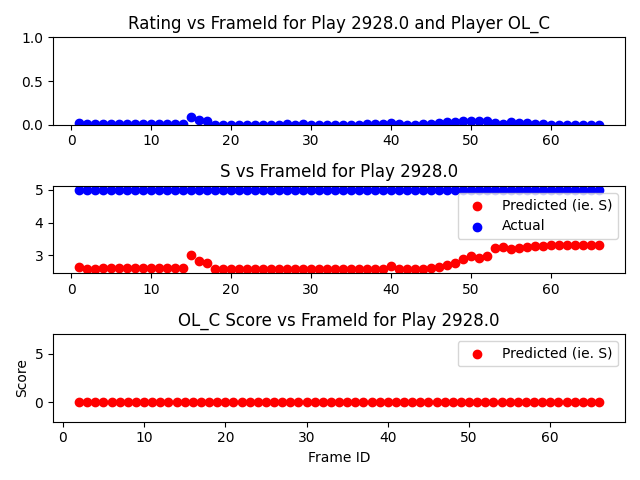 Rating vs FrameId for Play 2928.0 and Player OL_C
1.0
0.5
0.0
0 10 20 30 40 50 60
S vs FrameId for Play 2928.0
5
4
3
Predicted (ie. S)
Actual
0 10 20 30 40 50 60
OL_C Score vs FrameId for Play 2928.0
Score
5
0
Predicted (ie. S)
0 10 20 30 40 50 60
Frame ID